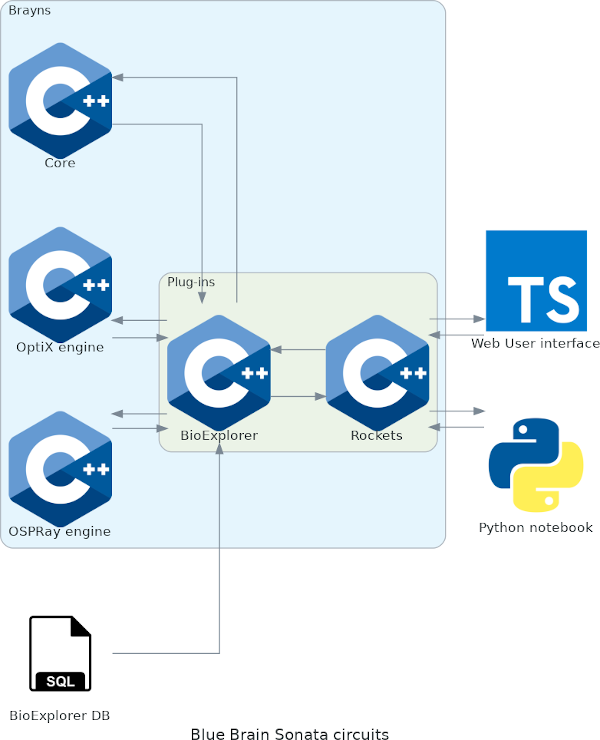 Brayns
C
++
Core
C
++
OptiX engine
C
++
OSPRay engine
Plug-ins
C
++
BioExplorer
C
++
Rockets
TS
Web User interface
Python notebook
SQL
BioExplorer DB
Blue Brain Sonata circuits